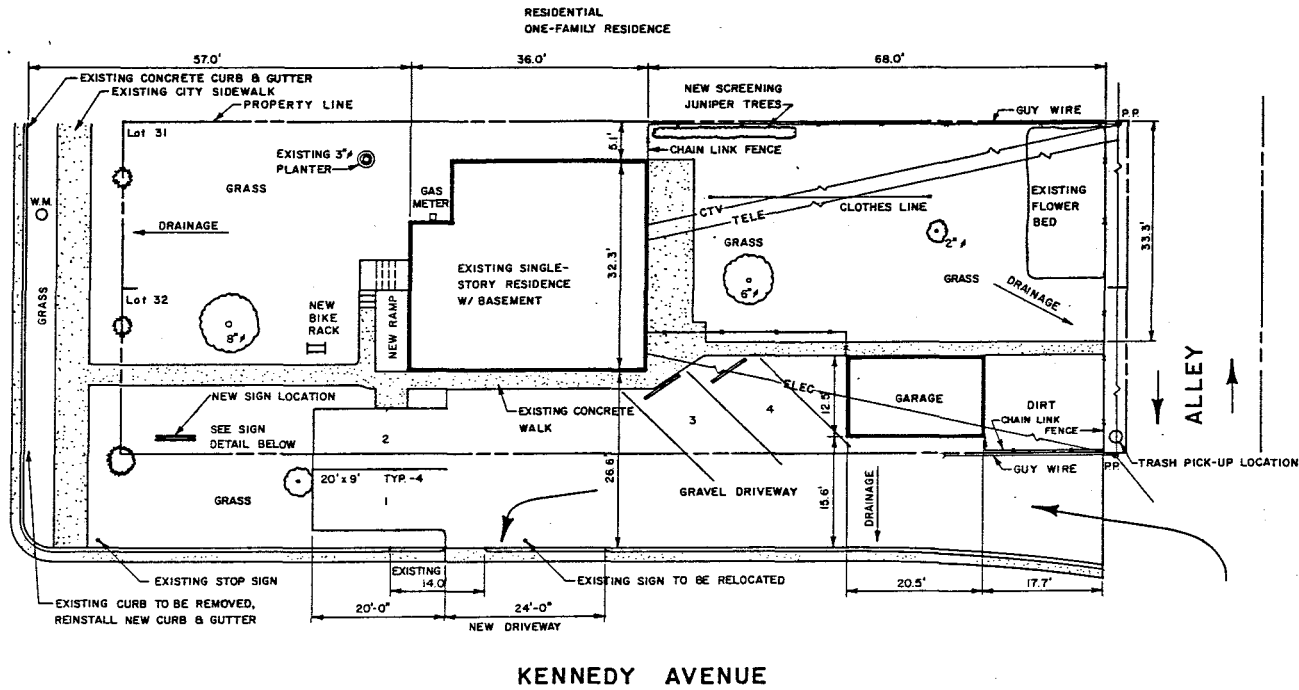 RESIDENTIAL
ONE-FAMILY RESIDENCE
57.0'
36.0'
68.0'
EXISTING CONCRETE CURB & GUTTER
EXISTING CITY SIDEWALK
PROPERTY LINE
NEW SCREENING
JUNIPER TREES
GUY WIRE
P.P.
Lot 31
5.1'
CHAIN LINK FENCE
EXISTING 3"ø
PLANTER
GRASS
GAS
METER
W.M.
CTV
TELE
CLOTHES LINE
EXISTING
FLOWER
BED
DRAINAGE
GRASS
2"ø
33.3'
EXISTING SINGLE-
STORY RESIDENCE
W/ BASEMENT
32.3'
GRASS
6"ø
GRASS
DRAINAGE
Lot 32
NEW
BIKE
RACK
NEW RAMP
8"ø
ALLEY
NEW SIGN LOCATION
SEE SIGN
DETAIL BELOW
EXISTING CONCRETE
WALK
ELEC
3
4
12.5'
GARAGE
DIRT
CHAIN LINK
FENCE
2
TRASH PICK-UP LOCATION
P.P.
GUY WIRE
20' x 9' TYP.-4
26.6'
GRAVEL DRIVEWAY
15.6'
DRAINAGE
GRASS
1
EXISTING STOP SIGN
EXISTING
14.0'
EXISTING SIGN TO BE RELOCATED
20.5'
17.7'
EXISTING CURB TO BE REMOVED,
REINSTALL NEW CURB & GUTTER
20'-0"
24'-0"
NEW DRIVEWAY
KENNEDY AVENUE